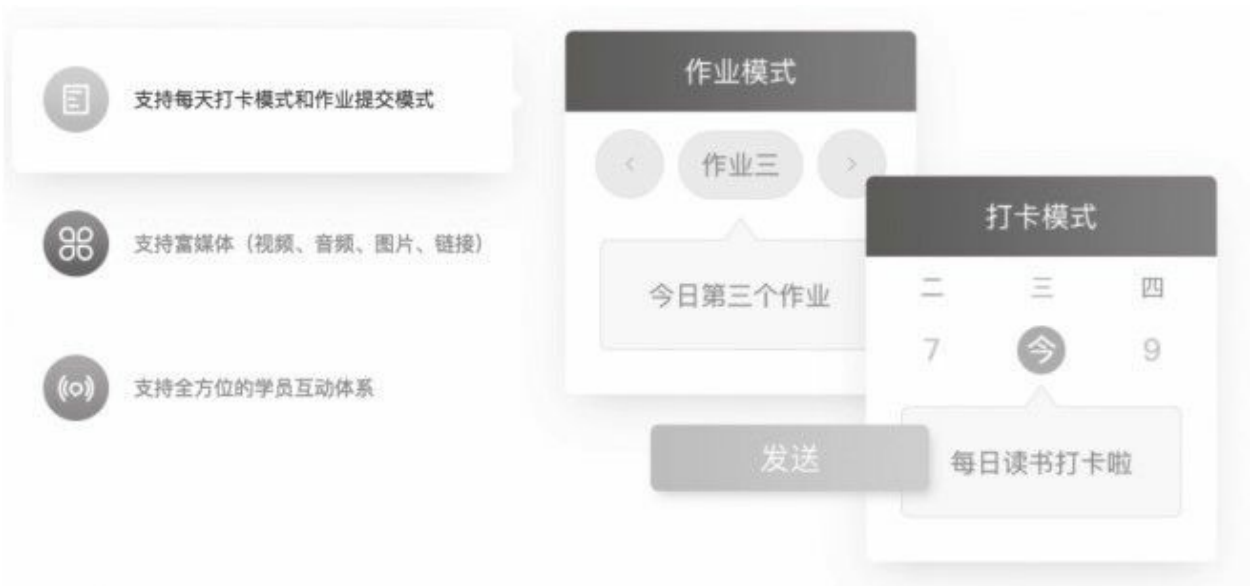 支持每天打卡模式和作业提交模式
支持富媒体（视频、音频、图片、链接）
支持全方位的学员互动体系
作业模式
< 作业三 >
今日第三个作业
打卡模式
二 三 四
7 今 9
每日读书打卡啦
发送